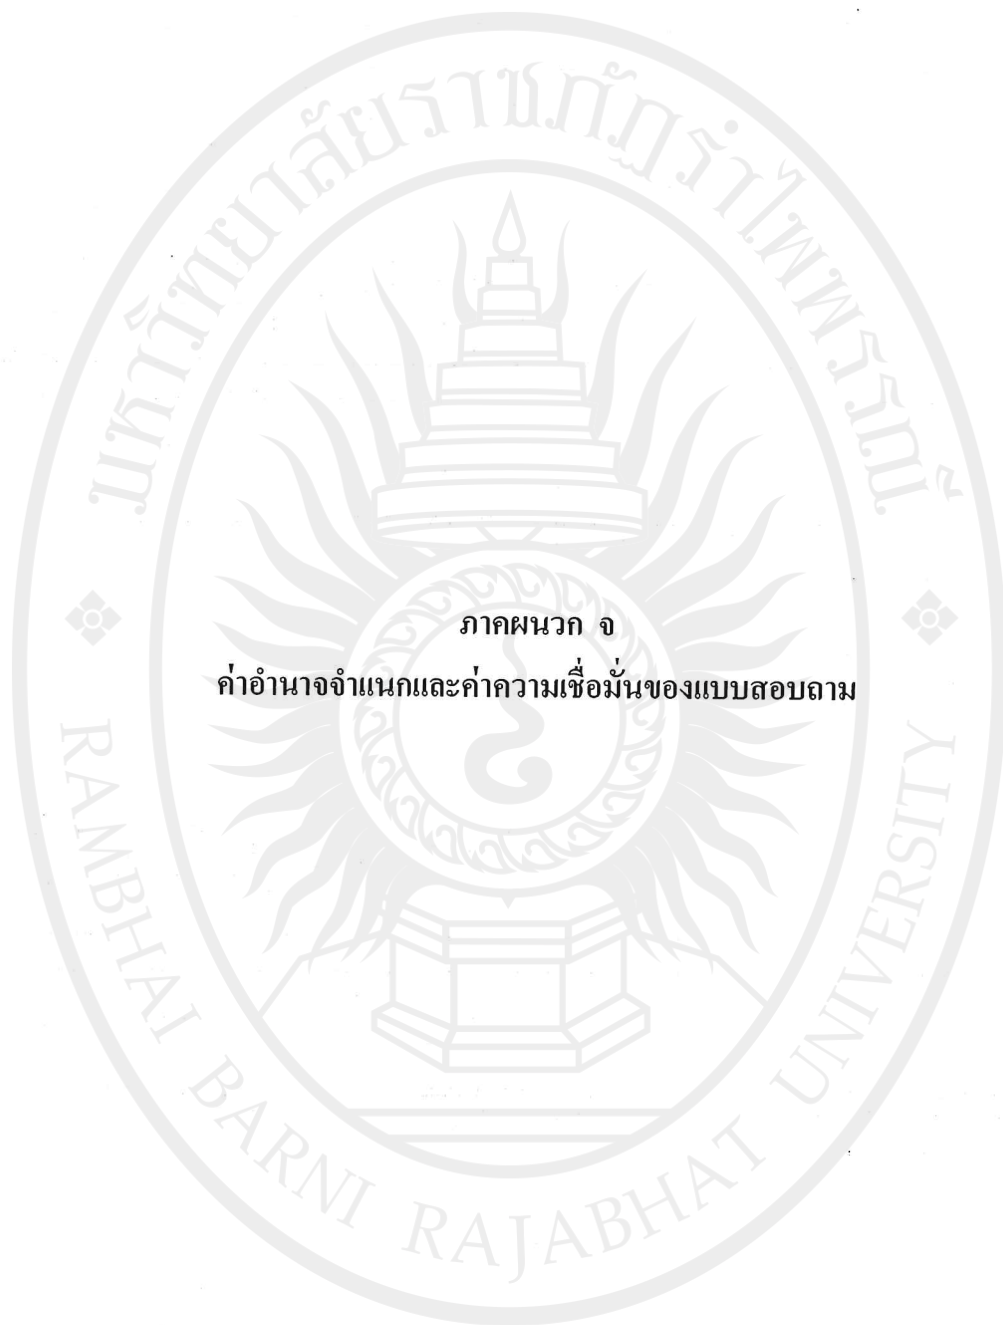 มหาวิทยาลัยราชภัฏรำไพพรรณี
ภาคผนวก จ
ค่าอำนาจจำแนกและค่าความเชื่อมั่นของแบบสอบถาม
RAMBHAI BARNI RAJABHAT UNIVERSITY